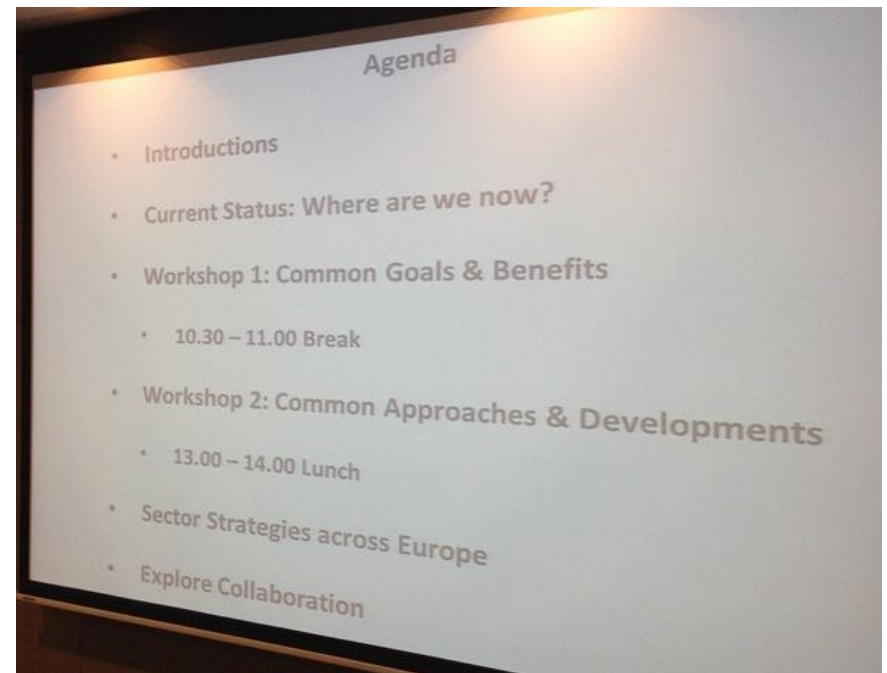 Agenda
• Introductions
• Current Status: Where are we now?
• Workshop 1: Common Goals & Benefits
• 10.30 – 11.00 Break
• Workshop 2: Common Approaches & Developments
• 13.00 – 14.00 Lunch
• Sector Strategies across Europe
• Explore Collaboration